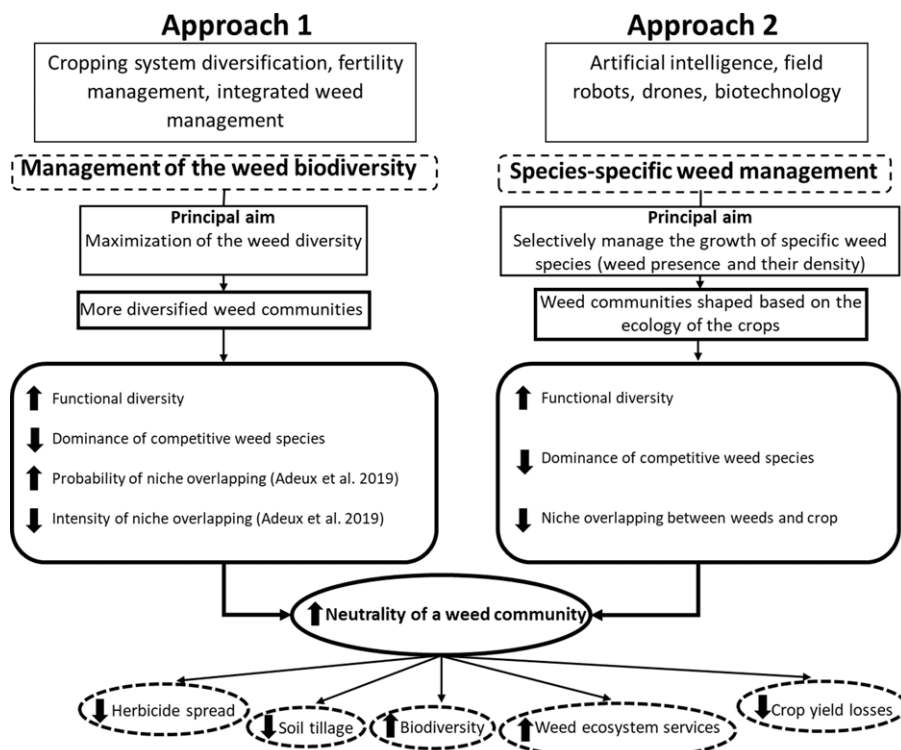 Approach 1
Cropping system diversification, fertility
management, integrated weed
management
Management of the weed biodiversity
Principal aim
Maximization of the weed diversity
More diversified weed communities
Functional diversity
Dominance of competitive weed species
Probability of niche overlapping (Adeux et al. 2019)
Intensity of niche overlapping (Adeux et al. 2019)
Approach 2
Artificial intelligence, field
robots, drones, biotechnology
Species-specific weed management
Principal aim
Selectively manage the growth of specific weed
species (weed presence and their density)
Weed communities shaped based on the
ecology of the crops
Functional diversity
Dominance of competitive weed species
Niche overlapping between weeds and crop
Neutrality of a weed community
Herbicide spread
Soil tillage
Biodiversity
Weed ecosystem services
Crop yield losses